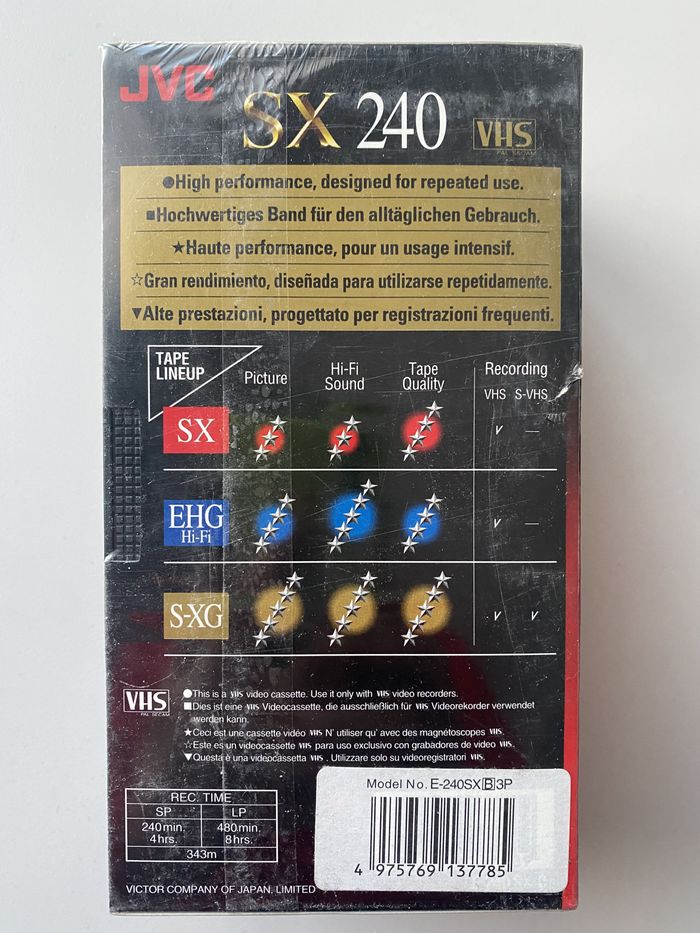 JVC
SX 240
VHS
PAL SECAM
●High performance, designed for repeated use.
■Hochwertiges Band für den alltäglichen Gebrauch.
★Haute performance, pour un usage intensif.
☆Gran rendimiento, diseñada para utilizarse repetidamente.
▼Alte prestazioni, progettato per registrazioni frequenti.
TAPE LINEUP
Picture
Hi-Fi Sound
Tape Quality
Recording
VHS S-VHS
SX
EHG
Hi-Fi
S-XG
VHS
PAL SECAM
●This is a VHS video cassette. Use it only with VHS video recorders.
■Dies ist eine VHS Videocassette, die ausschließlich für VHS Videorekorder verwendet
werden kann.
★Ceci est une cassette vidéo VHS N' utiliser qu' avec des magnétoscopes VHS.
☆Este es un videocassette VHS para uso exclusivo con grabadores de video VHS.
▼Questa è una videocassetta VHS. Utilizzare solo su videoregistratori VHS.
REC. TIME
SP LP
240min. 480min.
4hrs. 8hrs.
343m
Model No. E-240SX B 3P
4 975769 137785
VICTOR COMPANY OF JAPAN, LIMITED